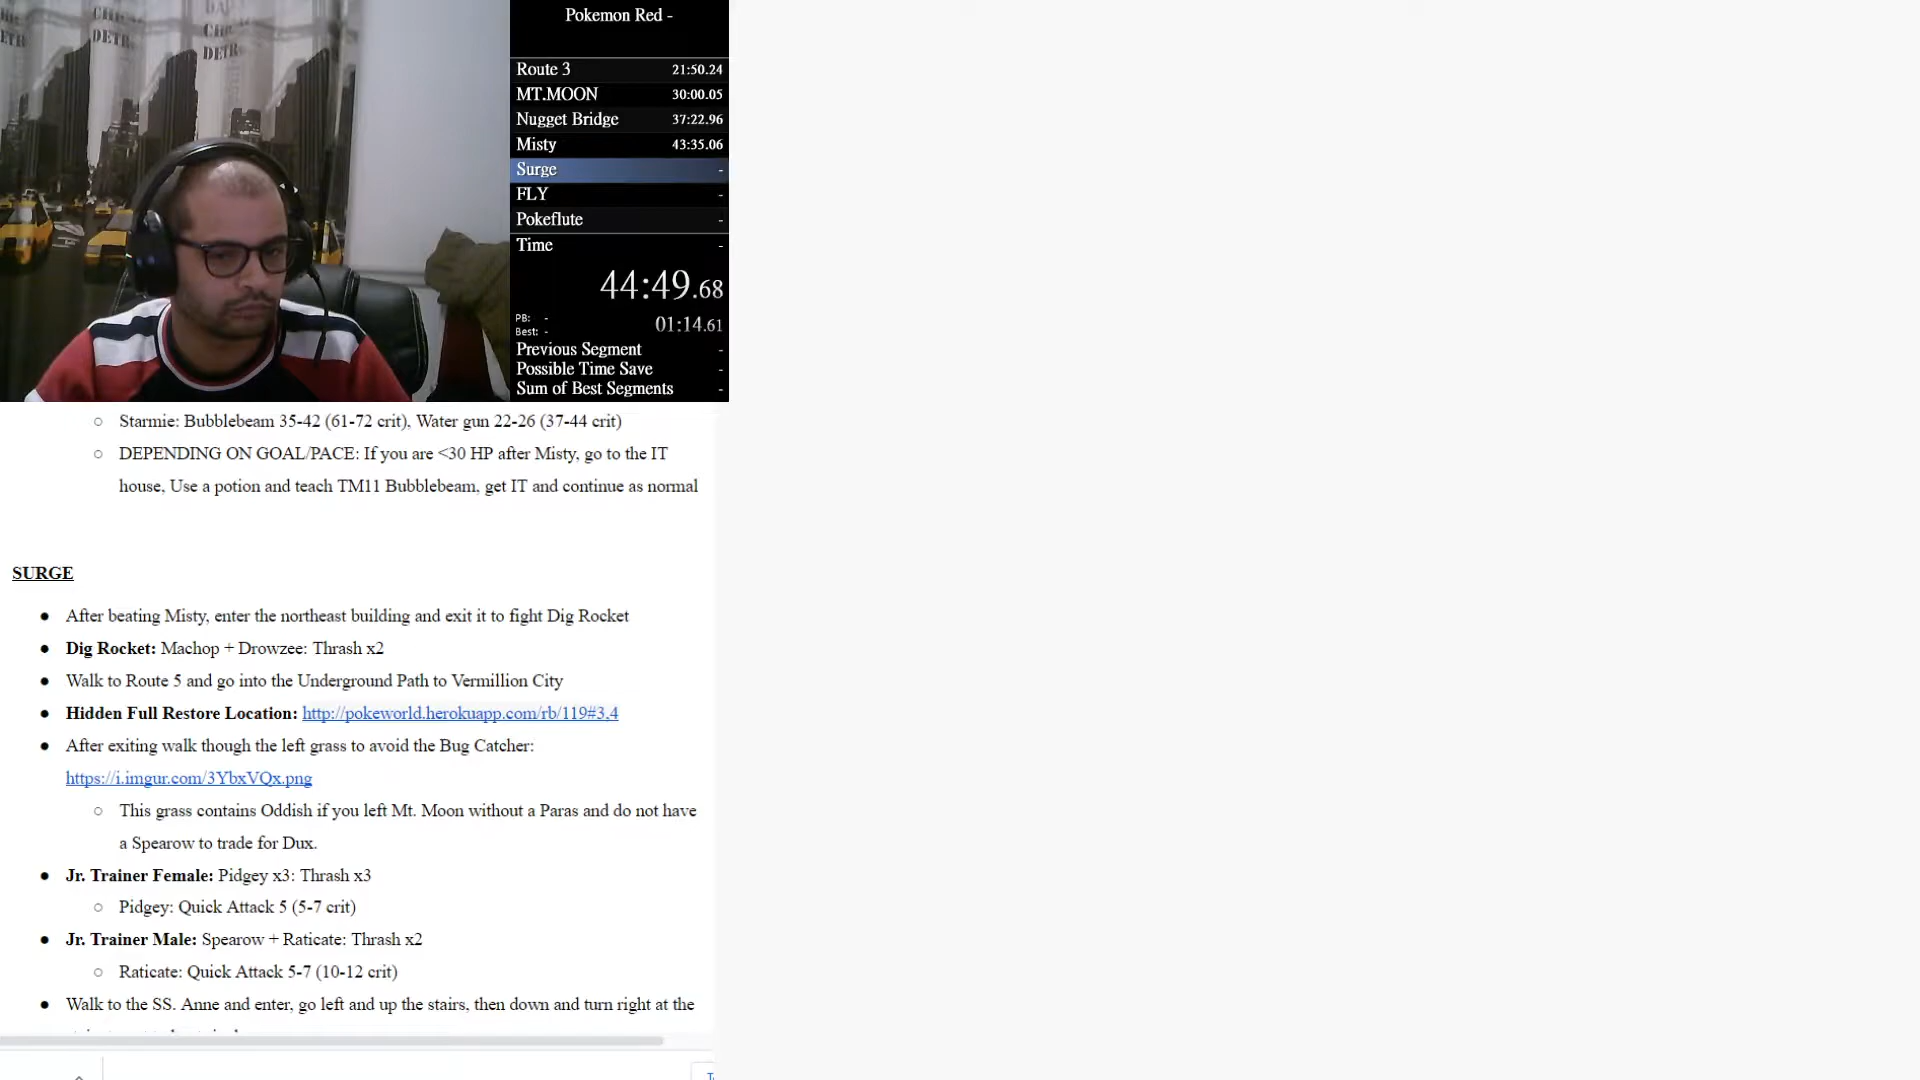 Pokemon Red -
Route 3 21:50.24
MT.MOON 30:00.05
Nugget Bridge 37:22.96
Misty 43:35.06
Surge -
FLY -
Pokeflute -
Time -
44:49.68
PB: -
Best: -
01:14.61
Previous Segment -
Possible Time Save -
Sum of Best Segments -
DETR
○ Starmie: Bubblebeam 35-42 (61-72 crit), Water gun 22-26 (37-44 crit)
○ DEPENDING ON GOAL/PACE: If you are <30 HP after Misty, go to the IT
house, Use a potion and teach TM11 Bubblebeam, get IT and continue as normal
SURGE
● After beating Misty, enter the northeast building and exit it to fight Dig Rocket
● Dig Rocket: Machop + Drowzee: Thrash x2
● Walk to Route 5 and go into the Underground Path to Vermillion City
● Hidden Full Restore Location: http://pokeworld.herokuapp.com/rb/119#3,4
● After exiting walk though the left grass to avoid the Bug Catcher:
https://i.imgur.com/3YbxVQx.png
○ This grass contains Oddish if you left Mt. Moon without a Paras and do not have
a Spearow to trade for Dux.
● Jr. Trainer Female: Pidgey x3: Thrash x3
○ Pidgey: Quick Attack 5 (5-7 crit)
● Jr. Trainer Male: Spearow + Raticate: Thrash x2
○ Raticate: Quick Attack 5-7 (10-12 crit)
● Walk to the SS. Anne and enter, go left and up the stairs, then down and turn right at the